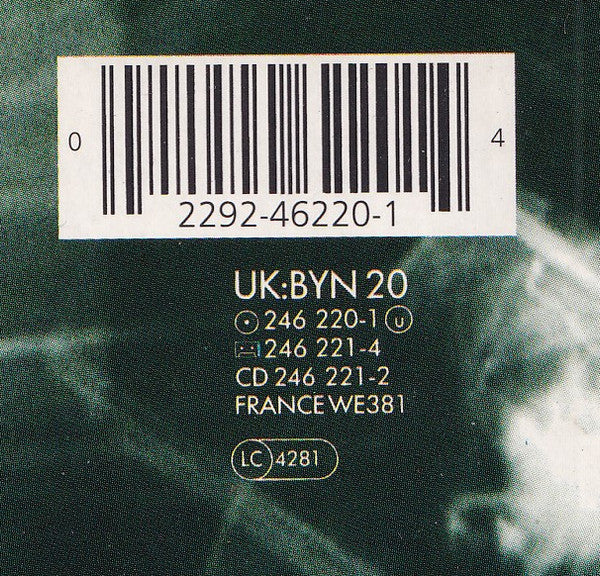 0 4
2292-46220-1
UK:BYN 20
246 220-1 U
246 221-4
CD 246 221-2
FRANCE WE381
LC 4281